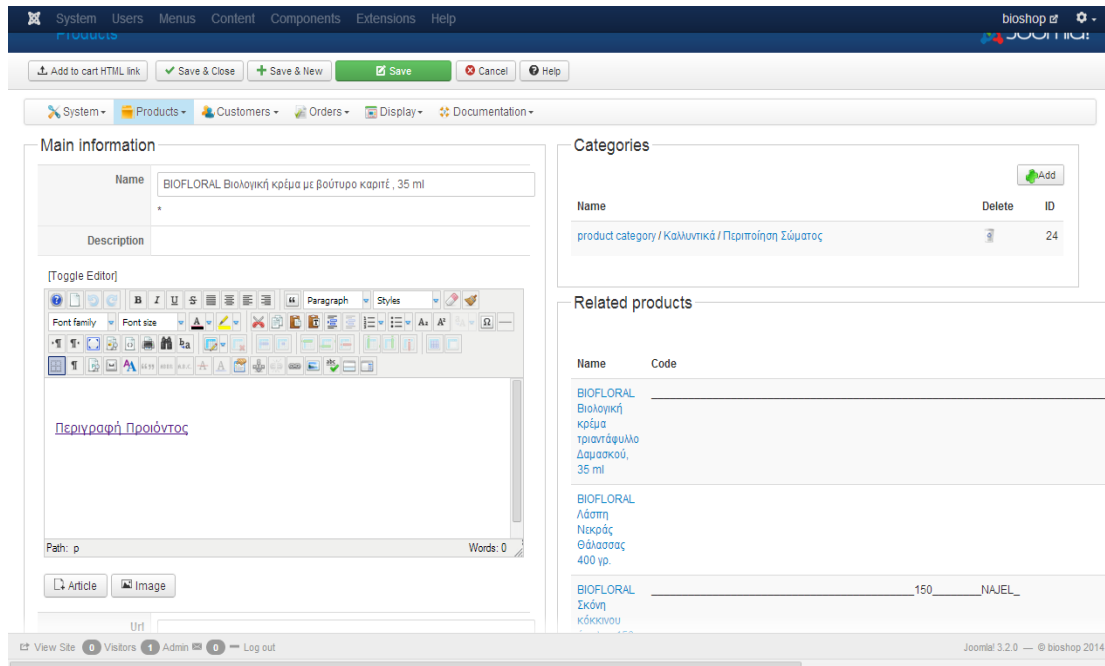 System Users Menus Content Components Extensions Help
bioshop
Products
Joomla!
Add to cart HTML link
Save & Close
Save & New
Save
Cancel
Help
System
Products
Customers
Orders
Display
Documentation
Main information
Name
BIOFLORAL Βιολογική κρέμα με βούτυρο καριτέ , 35 ml
*
Description
[Toggle Editor]
Paragraph
Styles
Font family
Font size
Περιγραφή Προιόντος
Path: p
Words: 0
Article
Image
Url
Categories
Add
Name Delete ID
product category / Καλλυντικά / Περιποίηση Σώματος 24
Related products
Name Code
BIOFLORAL
Βιολογική
κρέμα
τριαντάφυλλο
Δαμασκού,
35 ml
BIOFLORAL
Λάσπη
Νεκράς
Θάλασσας
400 γρ.
BIOFLORAL ___150___NAJEL_
Σκόνη
κόκκινου
View Site 0 Visitors 1 Admin 0 Log out
Joomla! 3.2.0 — © bioshop 2014